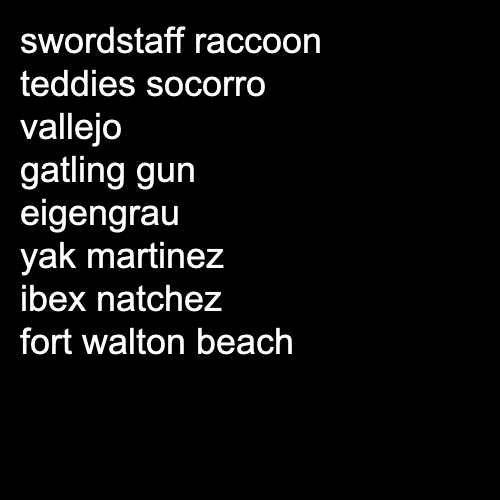 swordstaff raccoon
teddies socorro
vallejo
gatling gun
eigengrau
yak martinez
ibex natchez
fort walton beach